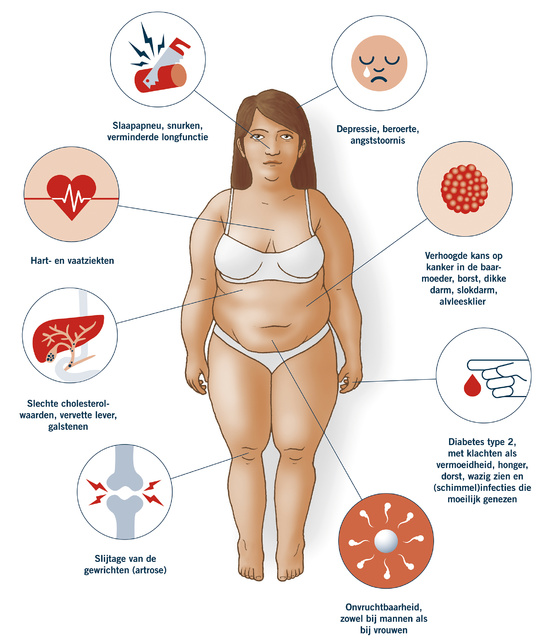 Slaapapneu, snurken,
verminderde longfunctie
Depressie, beroerte,
angststoornis
Hart- en vaatziekten
Verhoogde kans op
kanker in de baar-
moeder, borst, dikke
darm, slokdarm,
alvleesklier
Slechte cholesterol-
waarden, vervette lever,
galstenen
Diabetes type 2,
met klachten als
vermoeidheid, honger,
dorst, wazig zien en
(schimmel)infecties die
moeilijk genezen
Slijtage van de
gewrichten (artrose)
Onvruchtbaarheid,
zowel bij mannen als
bij vrouwen